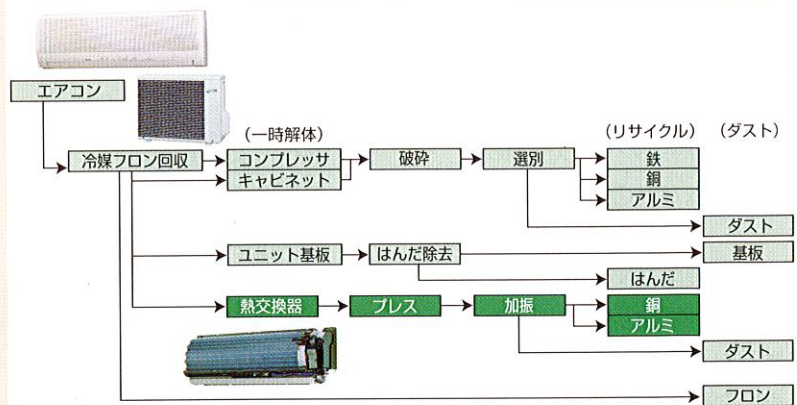 エアコン
(一時解体)
(リサイクル)
(ダスト)
冷媒フロン回収
コンプレッサ
キャビネット
破砕
選別
鉄
銅
アルミ
ダスト
ユニット基板
はんだ除去
基板
はんだ
熱交換器
プレス
加振
銅
アルミ
ダスト
フロン